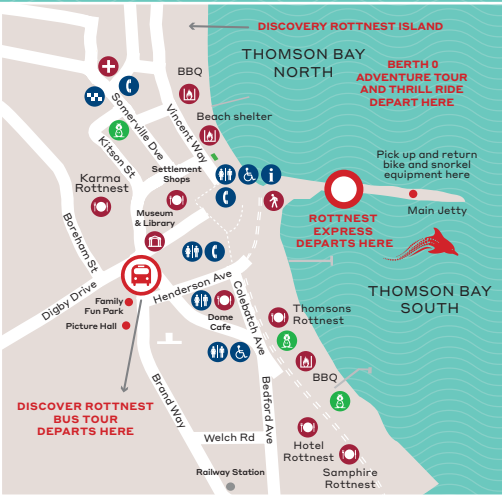 DISCOVERY ROTTNEST ISLAND
THOMSON BAY
NORTH
BERTH 0
ADVENTURE TOUR
AND THRILL RIDE
DEPART HERE
BBQ
Beach shelter
Somerville Dve
Vincent Way
Kitson St
Settlement
Shops
Karma
Rottnest
Museum
& Library
i
Pick up and return
bike and snorkel
equipment here
Main Jetty
ROTTNEST
EXPRESS
DEPARTS HERE
Boreham St
Digby Drive
Henderson Ave
Colebatch Ave
Family
Fun Park
Picture Hall
Dome
Cafe
THOMSON BAY
SOUTH
Thomsons
Rottnest
BBQ
DISCOVER ROTTNEST
BUS TOUR
DEPARTS HERE
Brand Way
Bedford Ave
Welch Rd
Hotel
Rottnest
Samphire
Rottnest
Railway Station